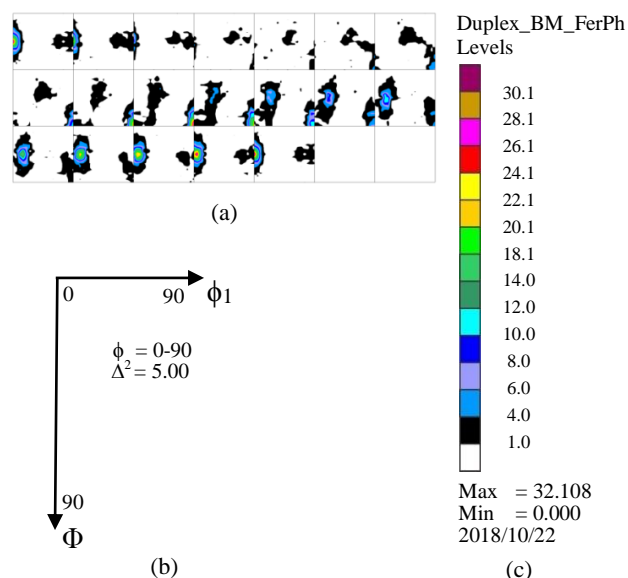 Duplex_BM_FerPh
Levels
30.1
28.1
26.1
24.1
22.1
20.1
18.1
14.0
12.0
10.0
8.0
6.0
4.0
1.0
Max = 32.108
Min = 0.000
2018/10/22
(a)
0
90
ϕ1
ϕ2 = 0-90
Δ = 5.00
90
Φ
(b)
(c)